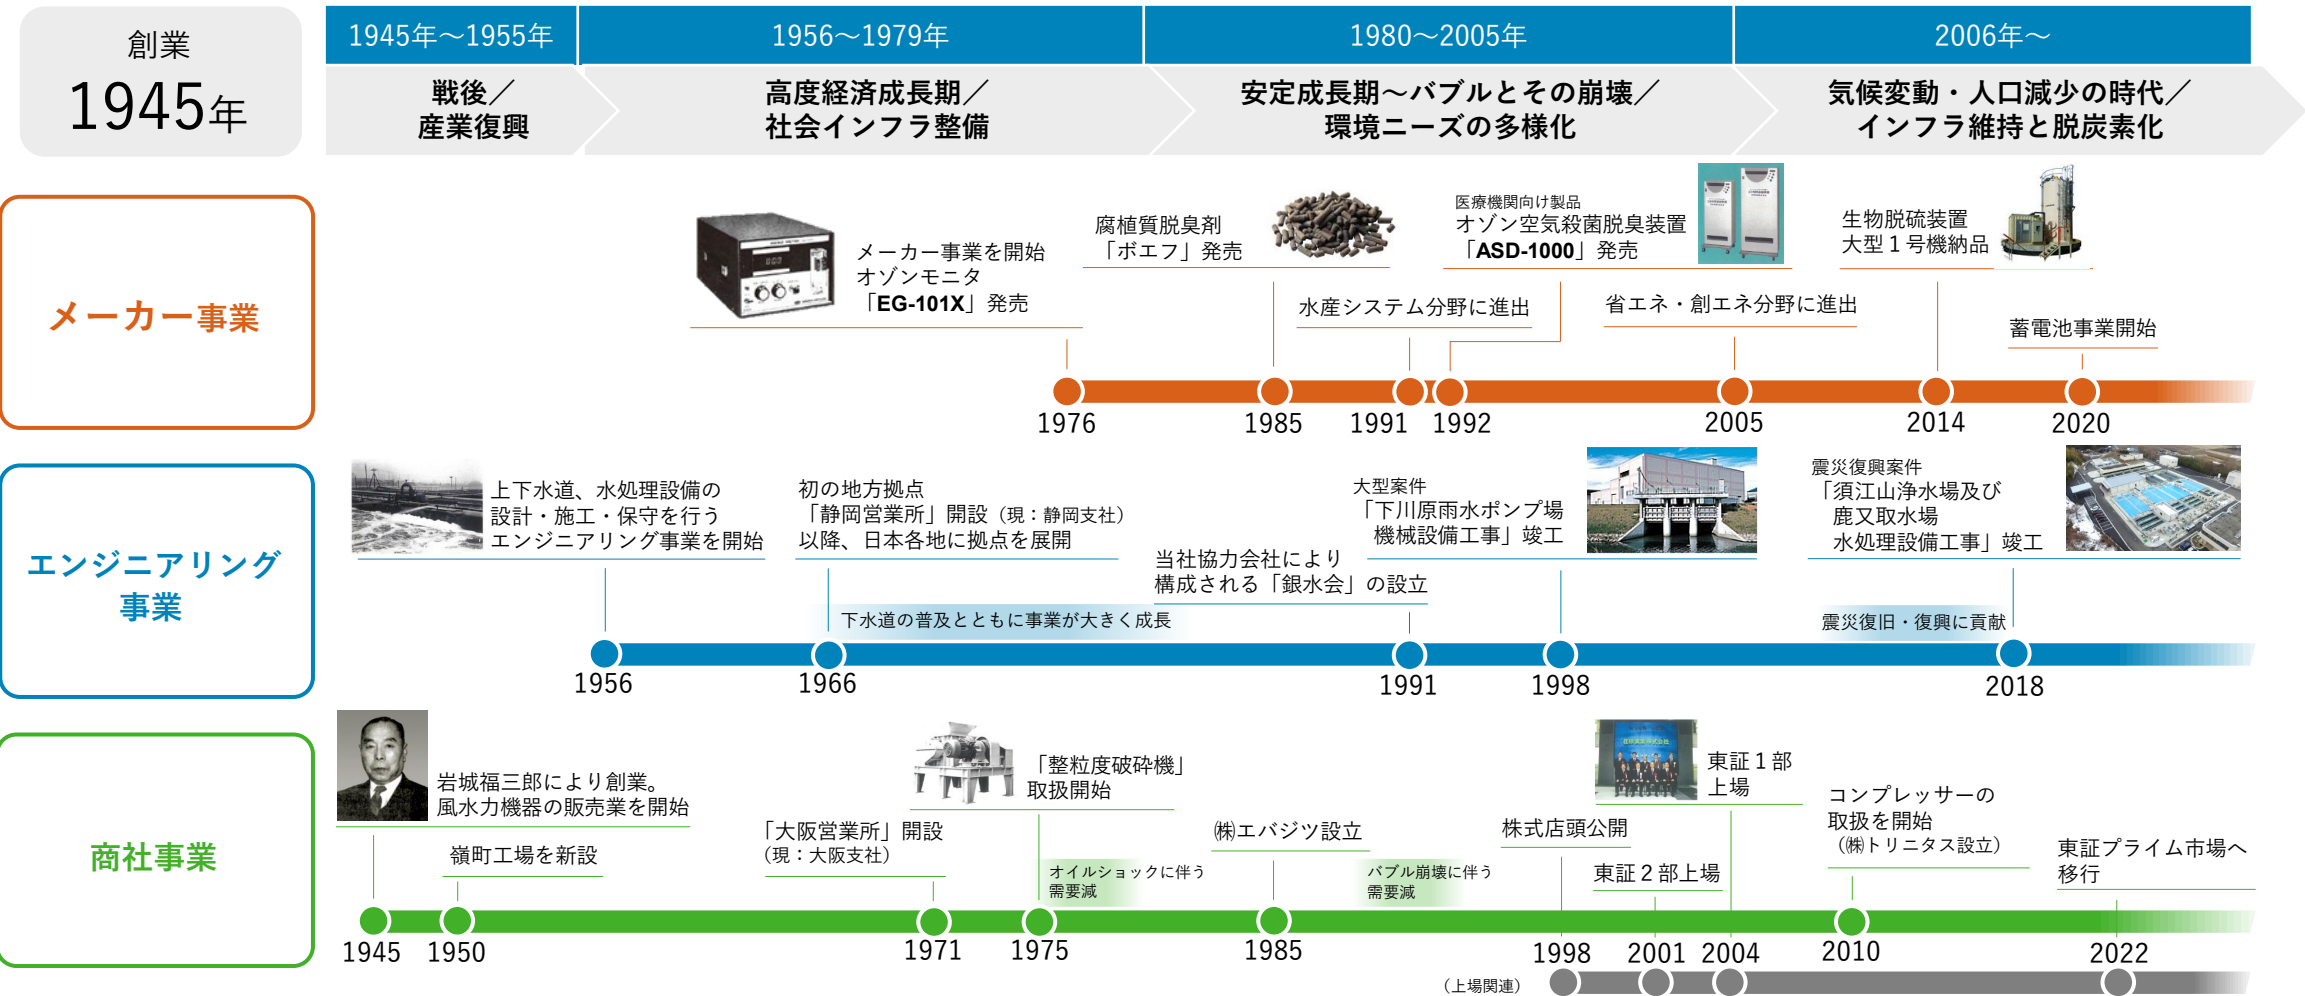 創業
1945年
1945年～1955年
1956～1979年
1980～2005年
2006年～
戦後／
産業復興
高度経済成長期／
社会インフラ整備
安定成長期～バブルとその崩壊／
環境ニーズの多様化
気候変動・人口減少の時代／
インフラ維持と脱炭素化
メーカー事業
メーカー事業を開始
オゾンモニタ
「EG-101X」発売
腐植質脱臭剤
「ボエフ」発売
水産システム分野に進出
医療機関向け製品
オゾン空気殺菌脱臭装置
「ASD-1000」発売
省エネ・創エネ分野に進出
生物脱硫装置
大型１号機納品
蓄電池事業開始
1976
1985
1991
1992
2005
2014
2020
エンジニアリング
事業
上下水道、水処理設備の
設計・施工・保守を行う
エンジニアリング事業を開始
初の地方拠点
「静岡営業所」開設（現：静岡支社）
以降、日本各地に拠点を展開
下水道の普及とともに事業が大きく成長
当社協力会社により
構成される「銀水会」の設立
大型案件
「下川原雨水ポンプ場
機械設備工事」竣工
震災復興案件
「須江山浄水場及び
鹿又取水場
水処理設備工事」竣工
震災復旧・復興に貢献
1956
1966
1991
1998
2018
商社事業
岩城福三郎により創業。
風水力機器の販売業を開始
嶺町工場を新設
「大阪営業所」開設
（現：大阪支社）
「整粒度破砕機」
取扱開始
オイルショックに伴う
需要減
㈱エバジツ設立
バブル崩壊に伴う
需要減
株式店頭公開
東証２部上場
東証１部
上場
コンプレッサーの
取扱を開始
（㈱トリニタス設立）
東証プライム市場へ
移行
1945
1950
1971
1975
1985
1998
2001
2004
2010
2022
（上場関連）